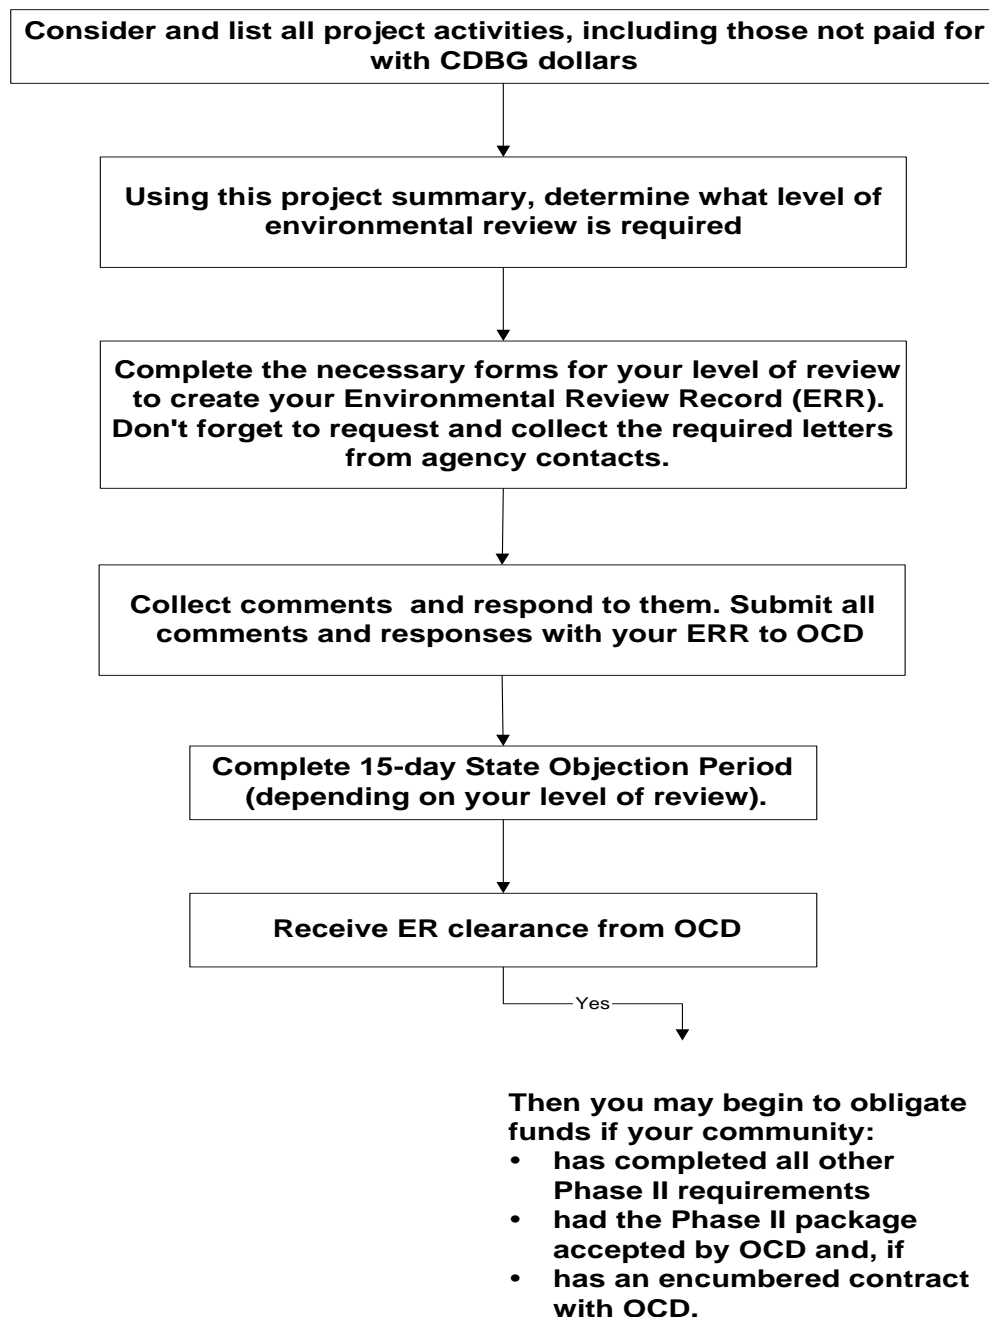 Consider and list all project activities, including those not paid for
with CDBG dollars
Using this project summary, determine what level of
environmental review is required
Complete the necessary forms for your level of review
to create your Environmental Review Record (ERR).
Don't forget to request and collect the required letters
from agency contacts.
Collect comments and respond to them. Submit all
comments and responses with your ERR to OCD
Complete 15-day State Objection Period
(depending on your level of review).
Receive ER clearance from OCD
Yes
Then you may begin to obligate
funds if your community:
• has completed all other
Phase II requirements
• had the Phase II package
accepted by OCD and, if
• has an encumbered contract
with OCD.